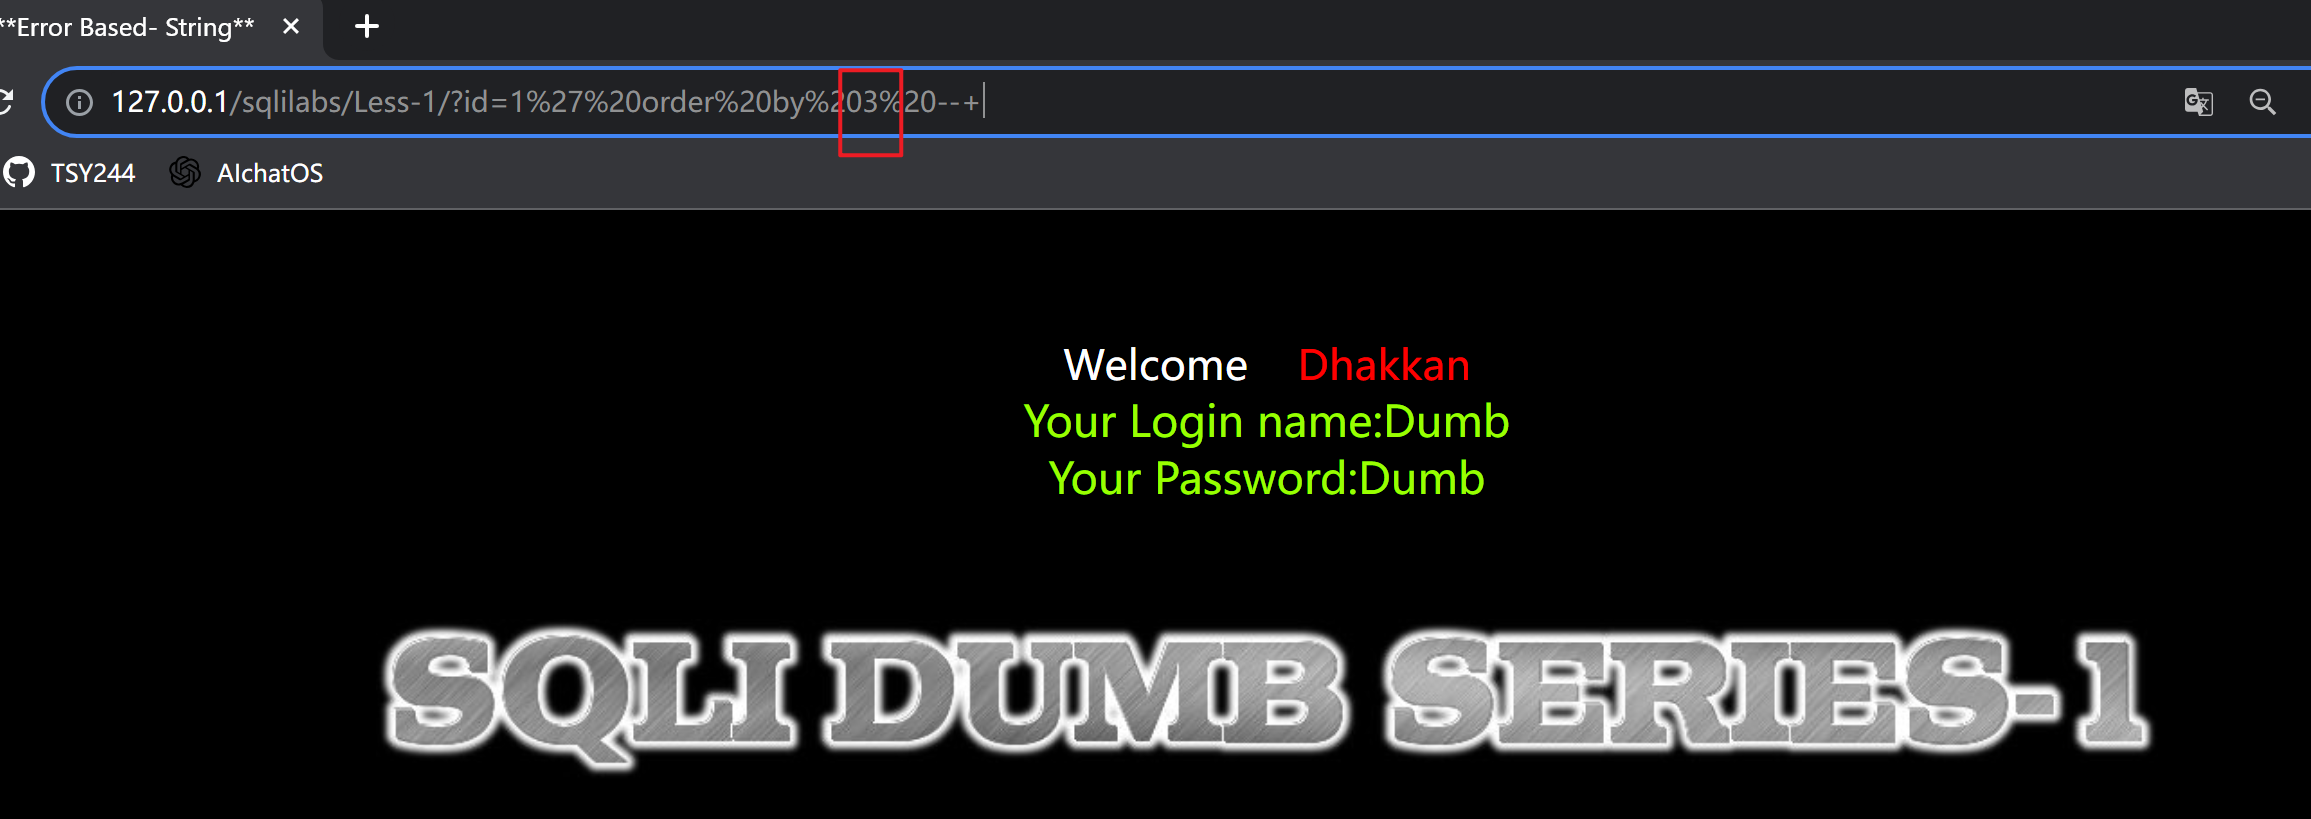 **Error Based- String**
127.0.0.1/sqlilabs/Less-1/?id=1%27%20order%20by%203%20--+
TSY244 AIchatOS
Welcome Dhakkan
Your Login name:Dumb
Your Password:Dumb
SQLI DUMB SERIES-1